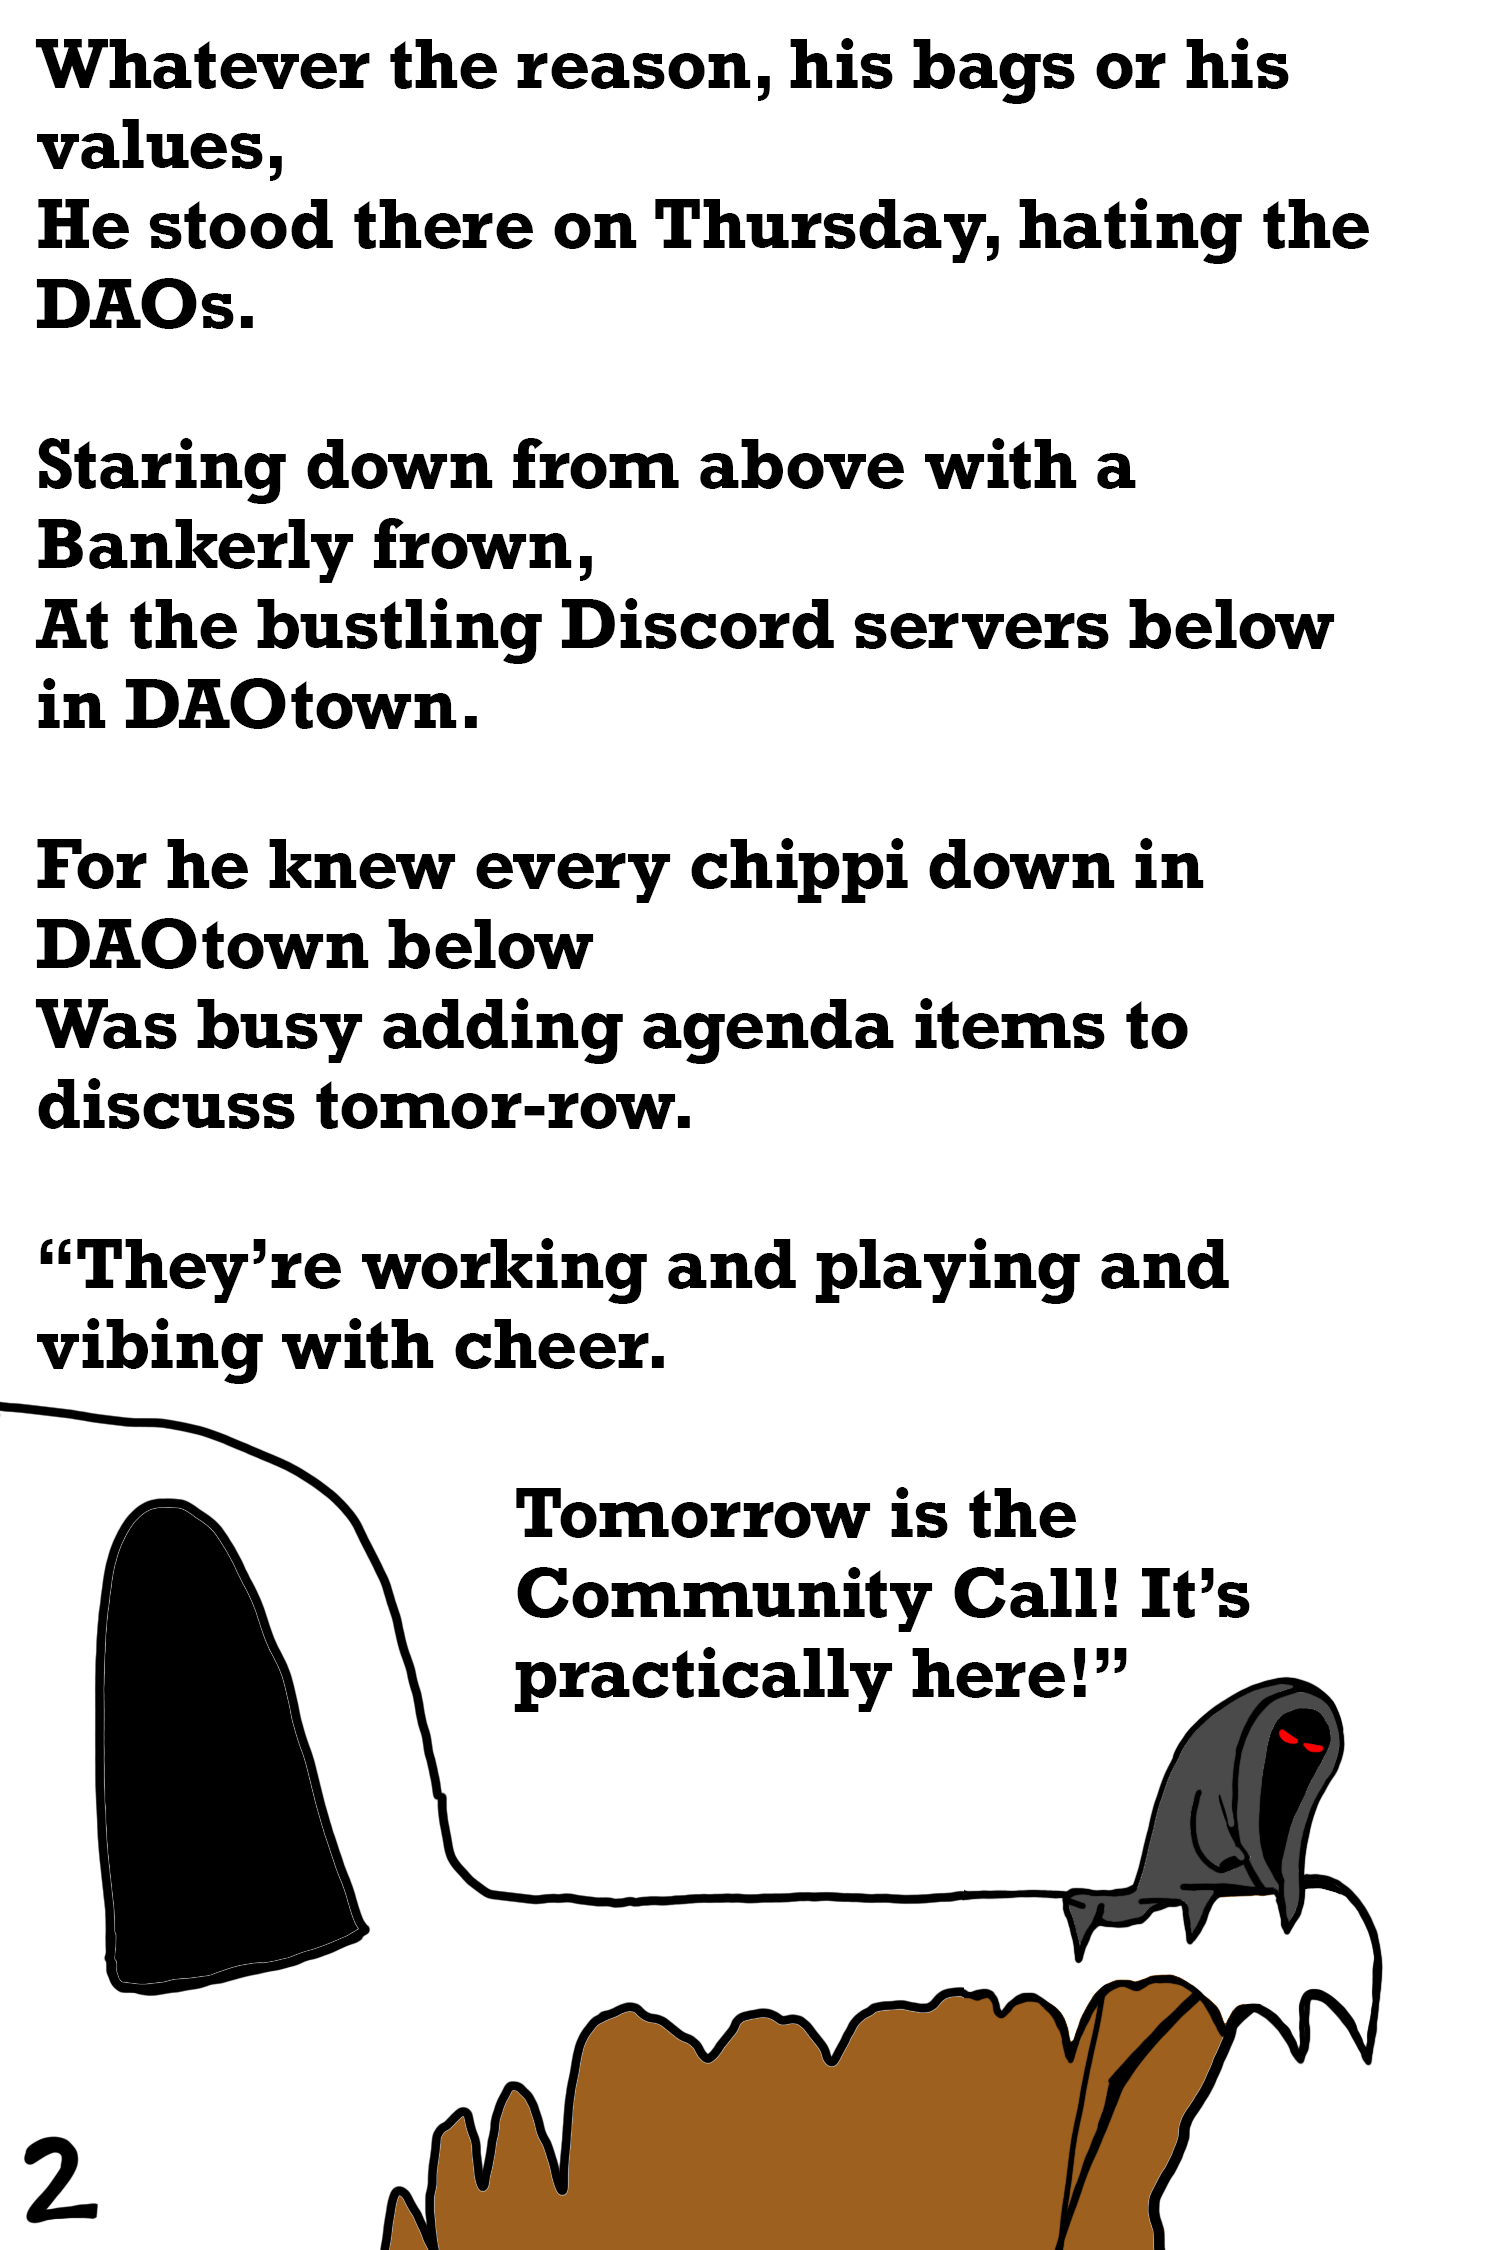 Whatever the reason, his bags or his
values,
He stood there on Thursday, hating the
DAOs.
Staring down from above with a
Bankerly frown,
At the bustling Discord servers below
in DAOtown.
For he knew every chippi down in
DAOtown below
Was busy adding agenda items to
discuss tomor-row.
“They’re working and playing and
vibing with cheer.
Tomorrow is the
Community Call! It’s
practically here!”
2